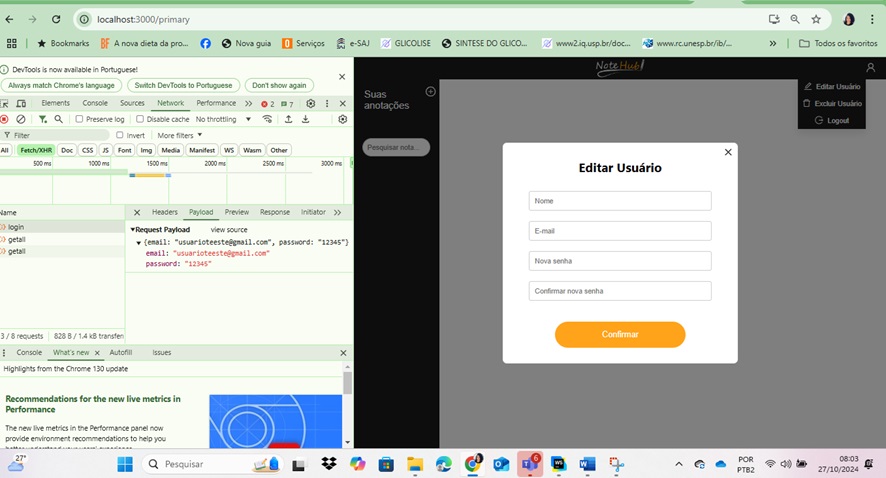 localhost:3000/primary
Bookmarks
A nova dieta da pro...
Nova guia
Serviços
e-SAJ
GLICOLISE
SINTESE DO GLICO...
www2.iq.usp.br/doc...
www.rc.unesp.br/ib/...
»
Todos os favoritos
DevTools is now available in Portuguese!
Always match Chrome's language
Switch DevTools to Portuguese
Don't show again
Elements
Console
Sources
Network
Performance
»
2
7
Preserve log
Disable cache
No throttling
Filter
Invert
More filters
All
Fetch/XHR
Doc
CSS
JS
Font
Img
Media
Manifest
WS
Wasm
Other
500 ms
1000 ms
1500 ms
2000 ms
2500 ms
3000 ms
Name
Headers
Payload
Preview
Response
Initiator
»
login
getall
getall
Request Payload
view source
{email: "usuarioteeste@gmail.com", password: "12345"}
email: "usuarioteeste@gmail.com"
password: "12345"
3 / 8 requests
828 B / 1.4 kB transfen
Console
What's new
Autofill
Issues
Highlights from the Chrome 130 update
Recommendations for the new live metrics in
Performance
The new live metrics in the Performance panel now
provide environment recommendations to help you
NoteHub!
Suas
anotações
Pesquisar nota...
Editar Usuário
Excluir Usuário
Logout
Editar Usuário
Nome
E-mail
Nova senha
Confirmar nova senha
Confirmar
27°
Pesquisar
6
POR
PTB2
08:03
27/10/2024